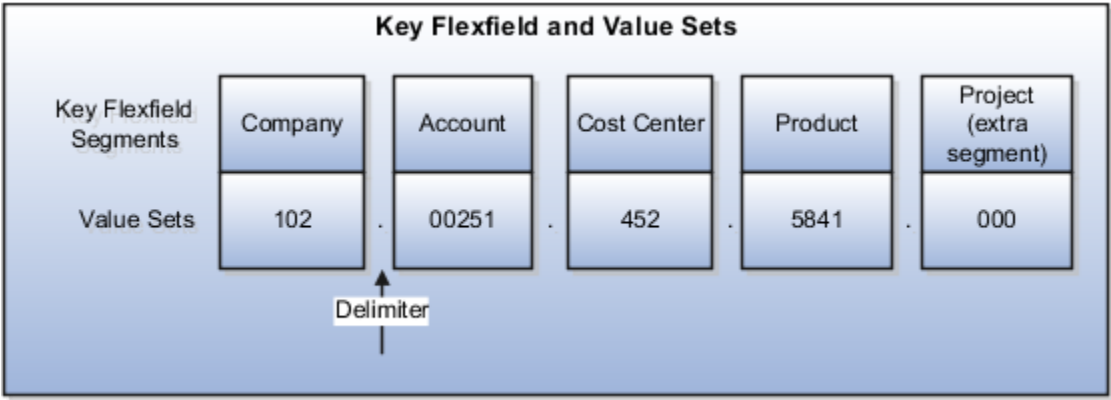 Key Flexfield and Value Sets
Key Flexfield
Segments
Company
Account
Cost Center
Product
Project
(extra
segment)
Value Sets
102 . 00251 . 452 . 5841 . 000
Delimiter